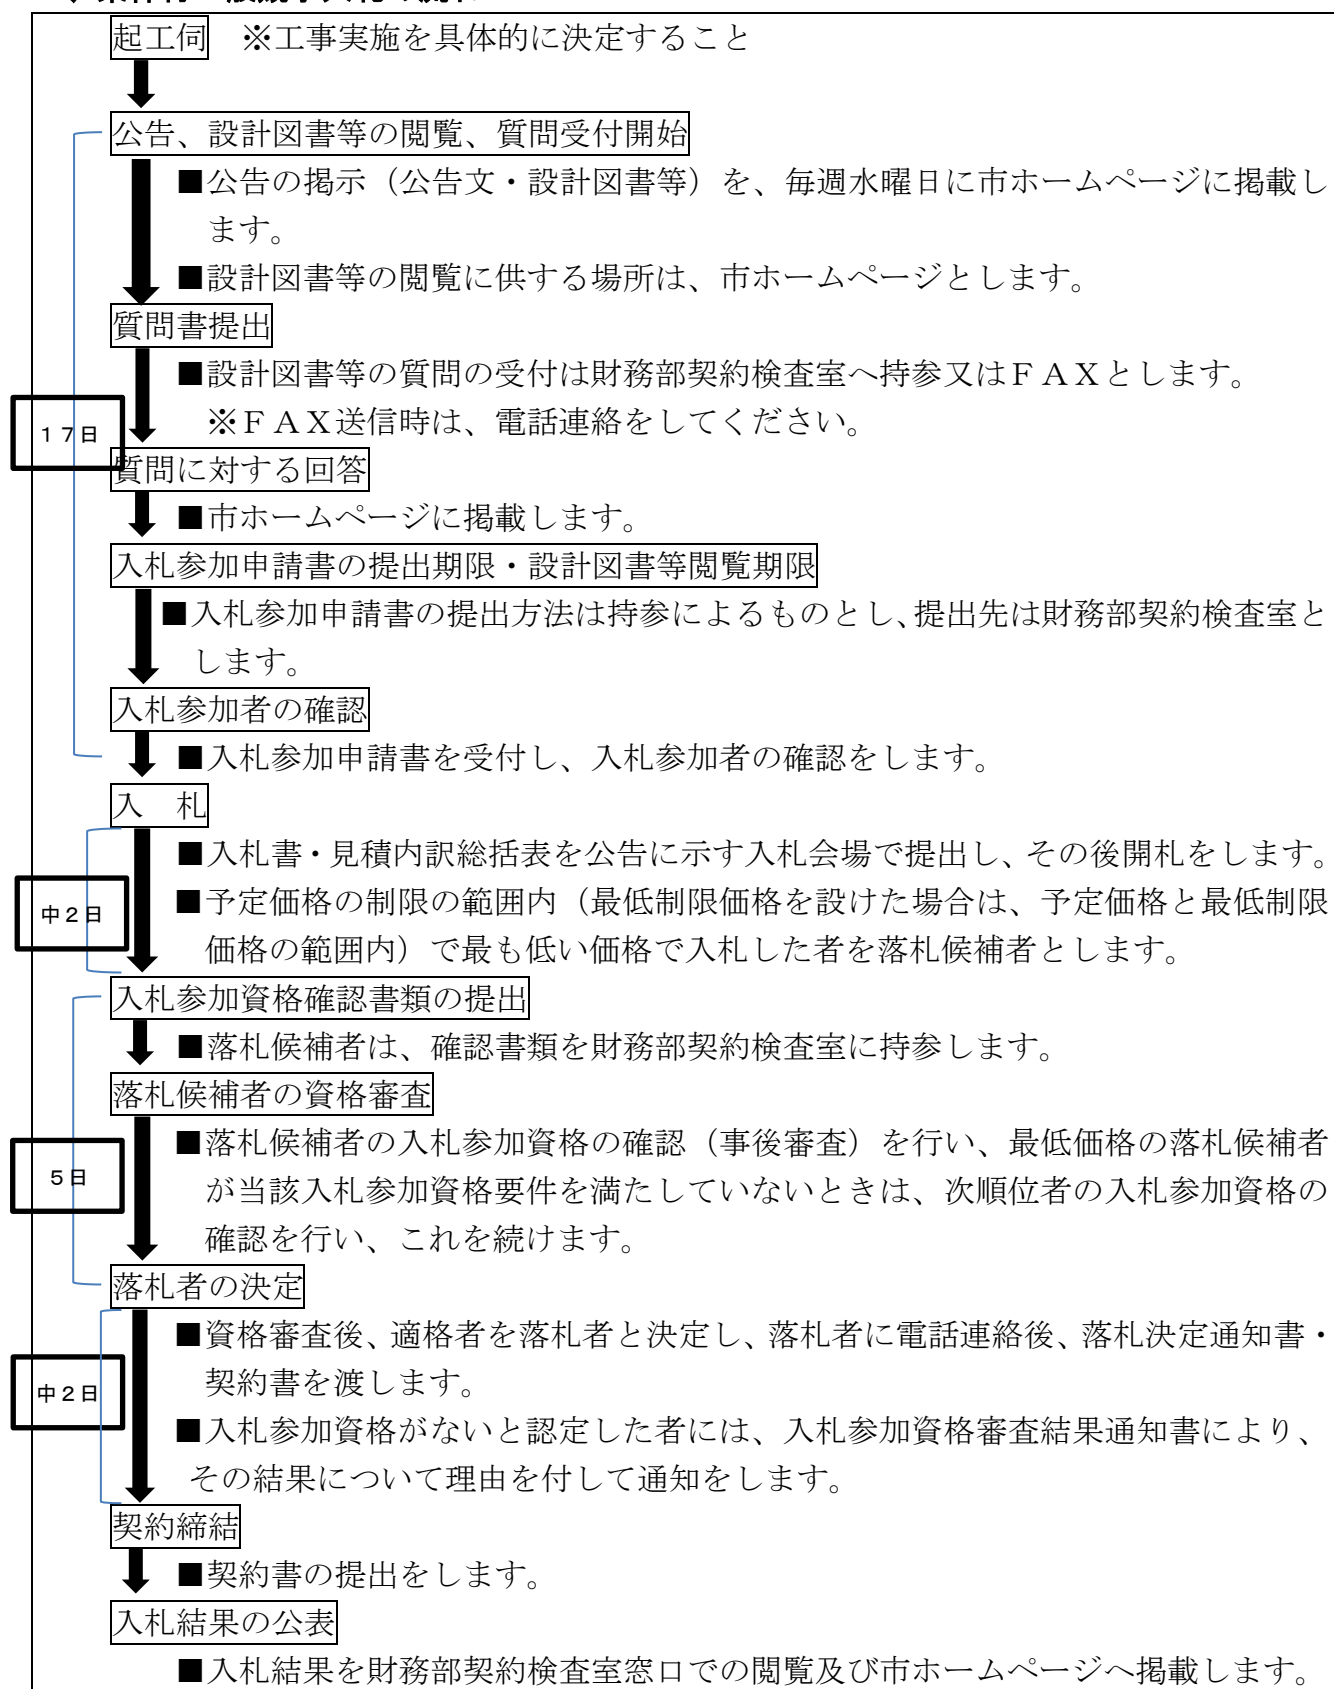 起工伺　※工事実施を具体的に決定すること
公告、設計図書等の閲覧、質問受付開始
■公告の掲示（公告文・設計図書等）を、毎週水曜日に市ホームページに掲載し
ます。
■設計図書等の閲覧に供する場所は、市ホームページとします。
質問書提出
■設計図書等の質問の受付は財務部契約検査室へ持参又はＦＡＸとします。
※ＦＡＸ送信時は、電話連絡をしてください。
１７日
質問に対する回答
■市ホームページに掲載します。
入札参加申請書の提出期限・設計図書等閲覧期限
■入札参加申請書の提出方法は持参によるものとし、提出先は財務部契約検査室と
します。
入札参加者の確認
■入札参加申請書を受付し、入札参加者の確認をします。
入　札
■入札書・見積内訳総括表を公告に示す入札会場で提出し、その後開札をします。
■予定価格の制限の範囲内（最低制限価格を設けた場合は、予定価格と最低制限
中２日
価格の範囲内）で最も低い価格で入札した者を落札候補者とします。
入札参加資格確認書類の提出
■落札候補者は、確認書類を財務部契約検査室に持参します。
落札候補者の資格審査
■落札候補者の入札参加資格の確認（事後審査）を行い、最低価格の落札候補者
５日
が当該入札参加資格要件を満たしていないときは、次順位者の入札参加資格の
確認を行い、これを続けます。
落札者の決定
■資格審査後、適格者を落札者と決定し、落札者に電話連絡後、落札決定通知書・
契約書を渡します。
中２日
■入札参加資格がないと認定した者には、入札参加資格審査結果通知書により、
その結果について理由を付して通知をします。
契約締結
■契約書の提出をします。
入札結果の公表
■入札結果を財務部契約検査室窓口での閲覧及び市ホームページへ掲載します。